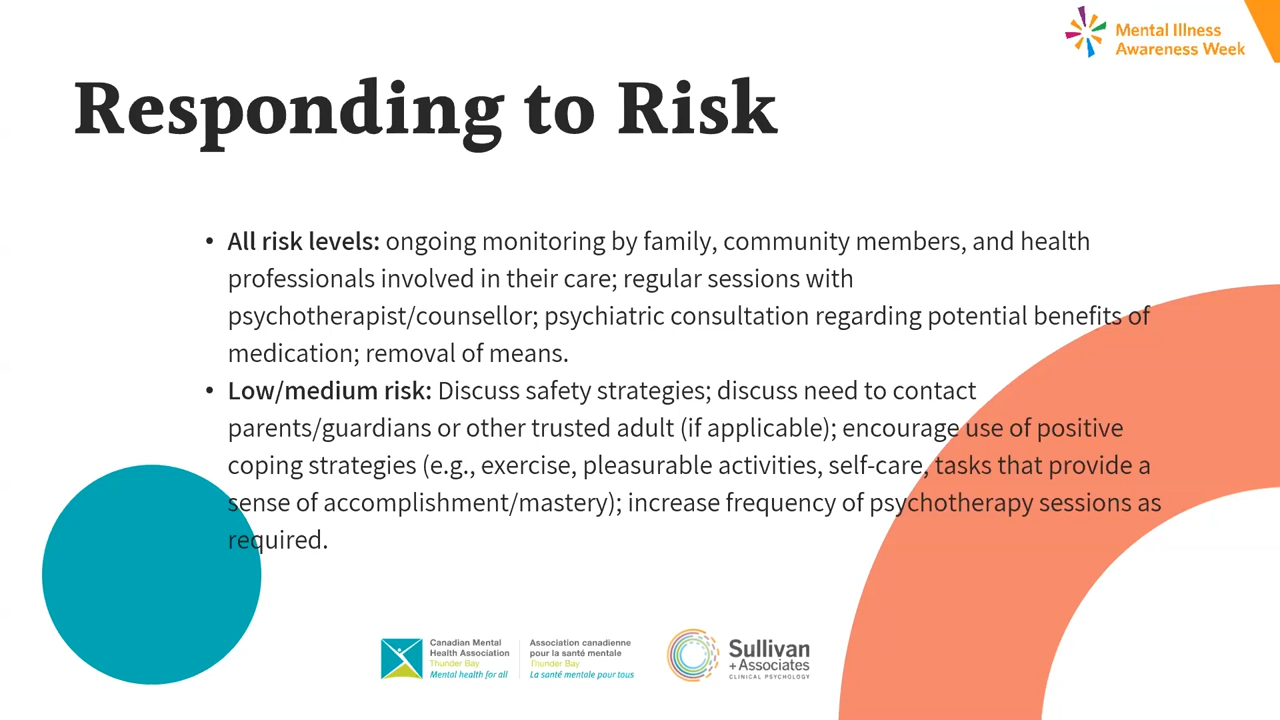 Mental Illness
Awareness Week
Responding to Risk
• All risk levels: ongoing monitoring by family, community members, and health
professionals involved in their care; regular sessions with
psychotherapist/counsellor; psychiatric consultation regarding potential benefits of
medication; removal of means.
• Low/medium risk: Discuss safety strategies; discuss need to contact
parents/guardians or other trusted adult (if applicable); encourage use of positive
coping strategies (e.g., exercise, pleasurable activities, self-care, tasks that provide a
sense of accomplishment/mastery); increase frequency of psychotherapy sessions as
required.
Canadian Mental
Health Association
Thunder Bay
Mental health for all
Association canadienne
pour la santé mentale
Thunder Bay
La santé mentale pour tous
Sullivan
+ Associates
CLINICAL PSYCHOLOGY